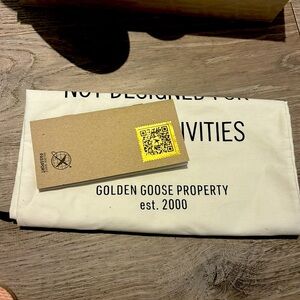 NOT DESIGNED FOR
IVITIES
GOLDEN GOOSE PROPERTY
est. 2000